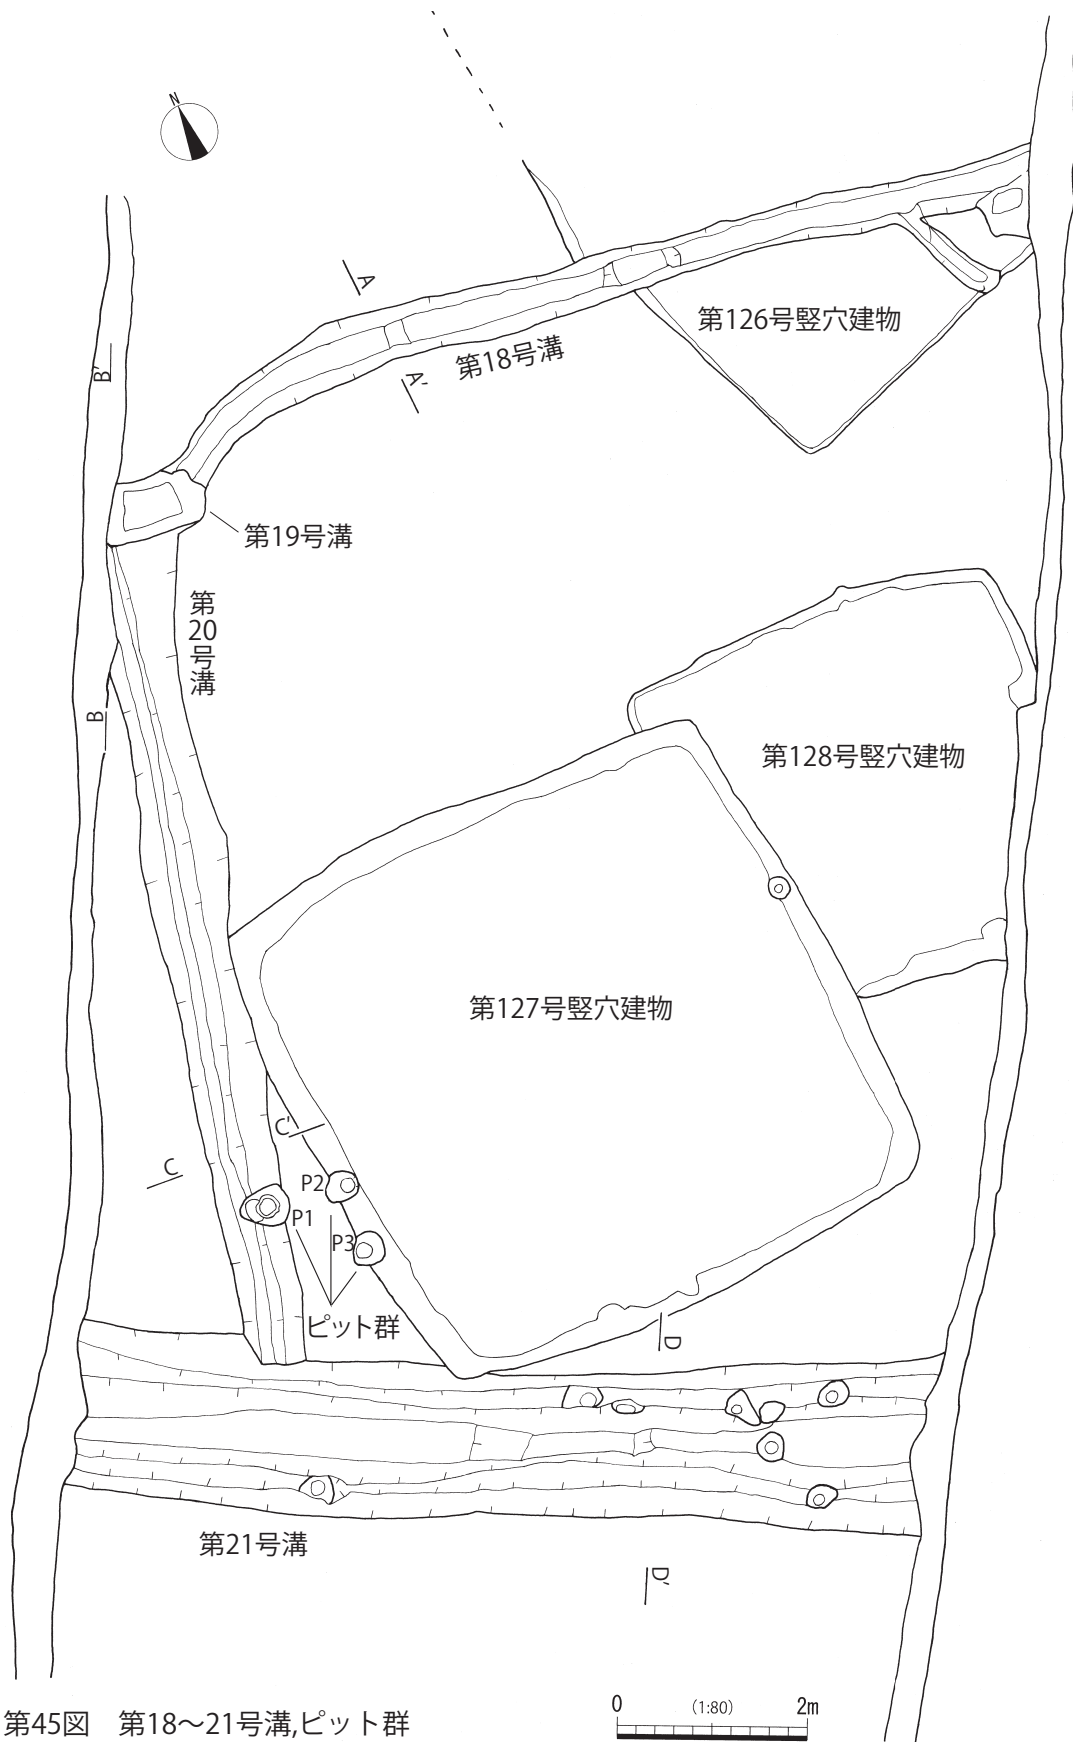 N
A
第126号竪穴建物
B'
第18号溝
A'
第19号溝
第20号溝
B
第128号竪穴建物
第127号竪穴建物
C'
C
P2
P1
P3
ピット群
D
第21号溝
D'
0 (1:80) 2m
第45図 第18〜21号溝,ピット群